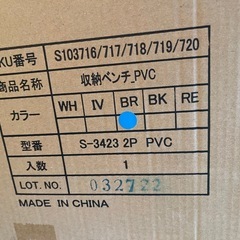 KU番号 S103716/717/718/719/720
商品名称 収納ベンチ_PVC
カラー WH IV BR BK RE
型番 S-3423 2P PVC
入数 1
LOT. NO. 032722
MADE IN CHINA